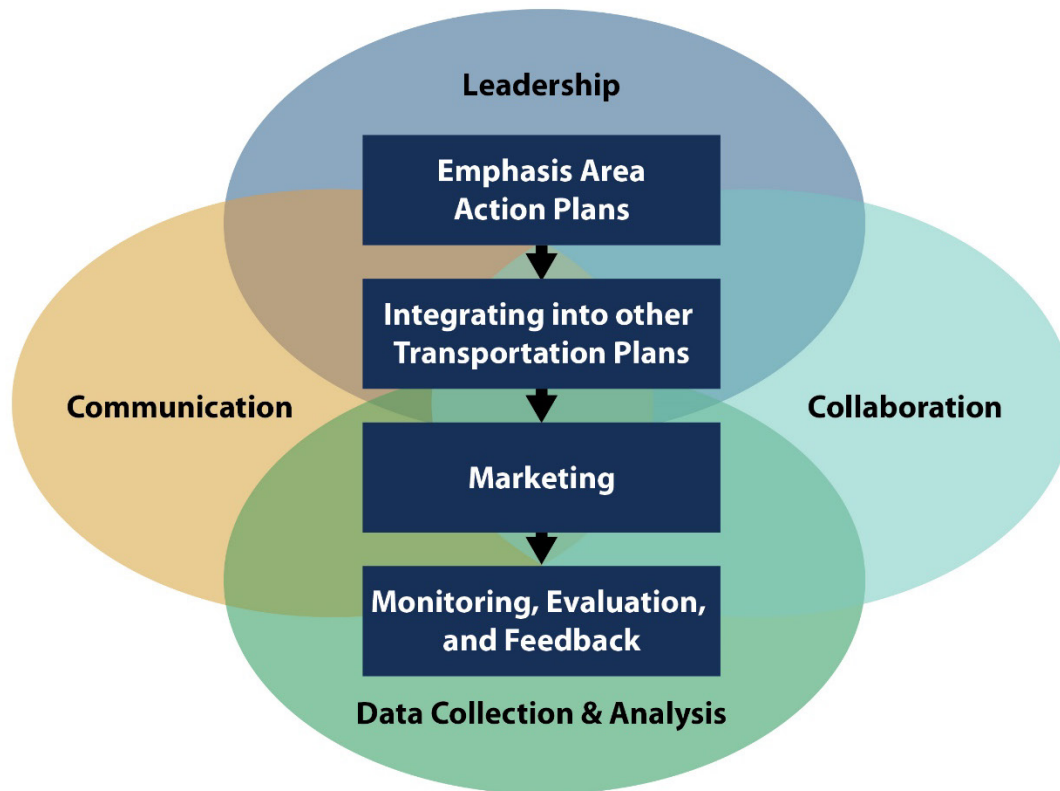 Leadership
Emphasis Area
Action Plans
Integrating into other
Transportation Plans
Communication
Collaboration
Marketing
Monitoring, Evaluation,
and Feedback
Data Collection & Analysis